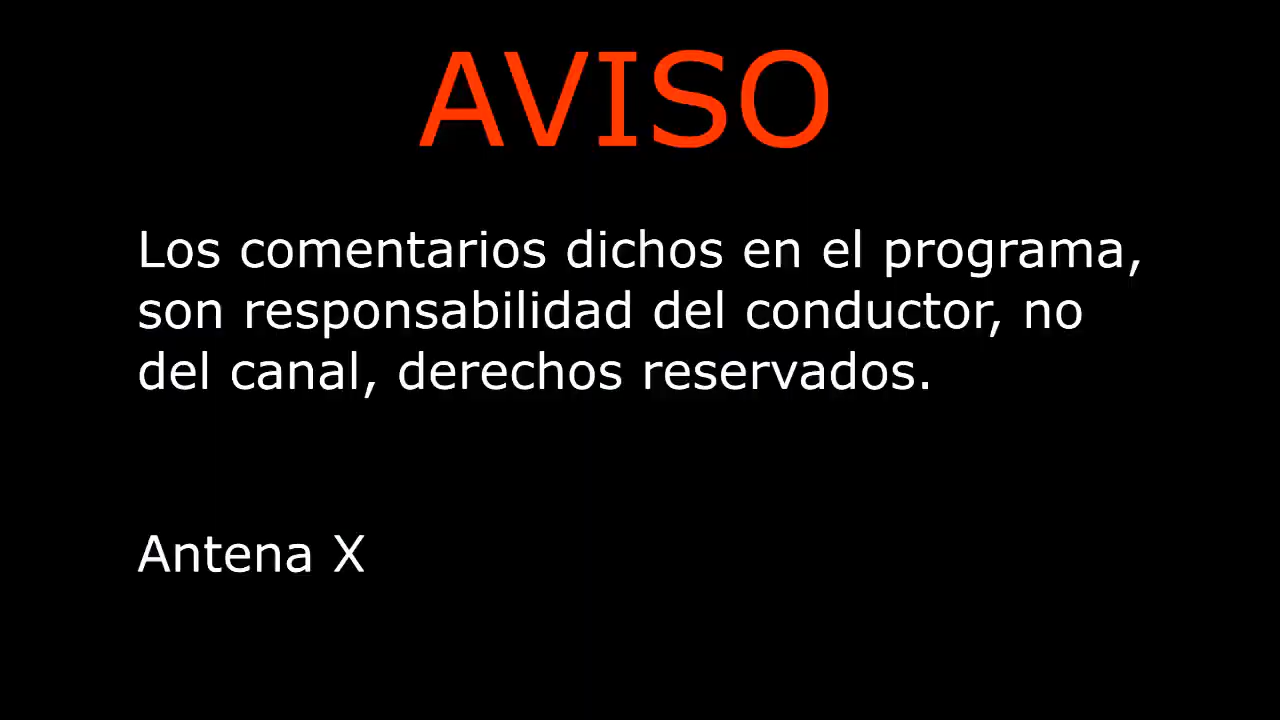 AVISO
Los comentarios dichos en el programa,
son responsabilidad del conductor, no
del canal, derechos reservados.
Antena X